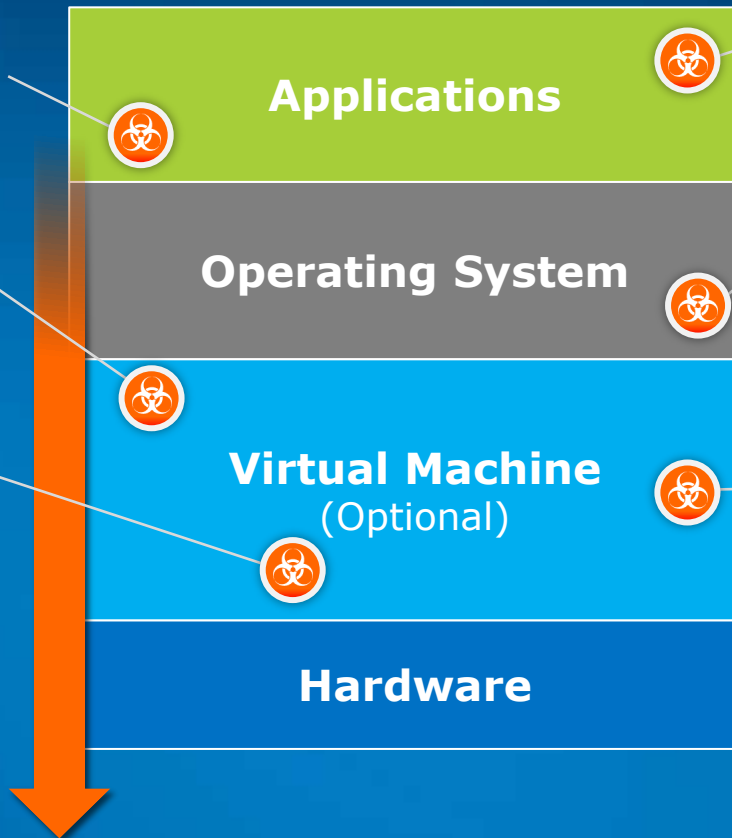 Applications
Operating System
Virtual Machine
(Optional)
Hardware